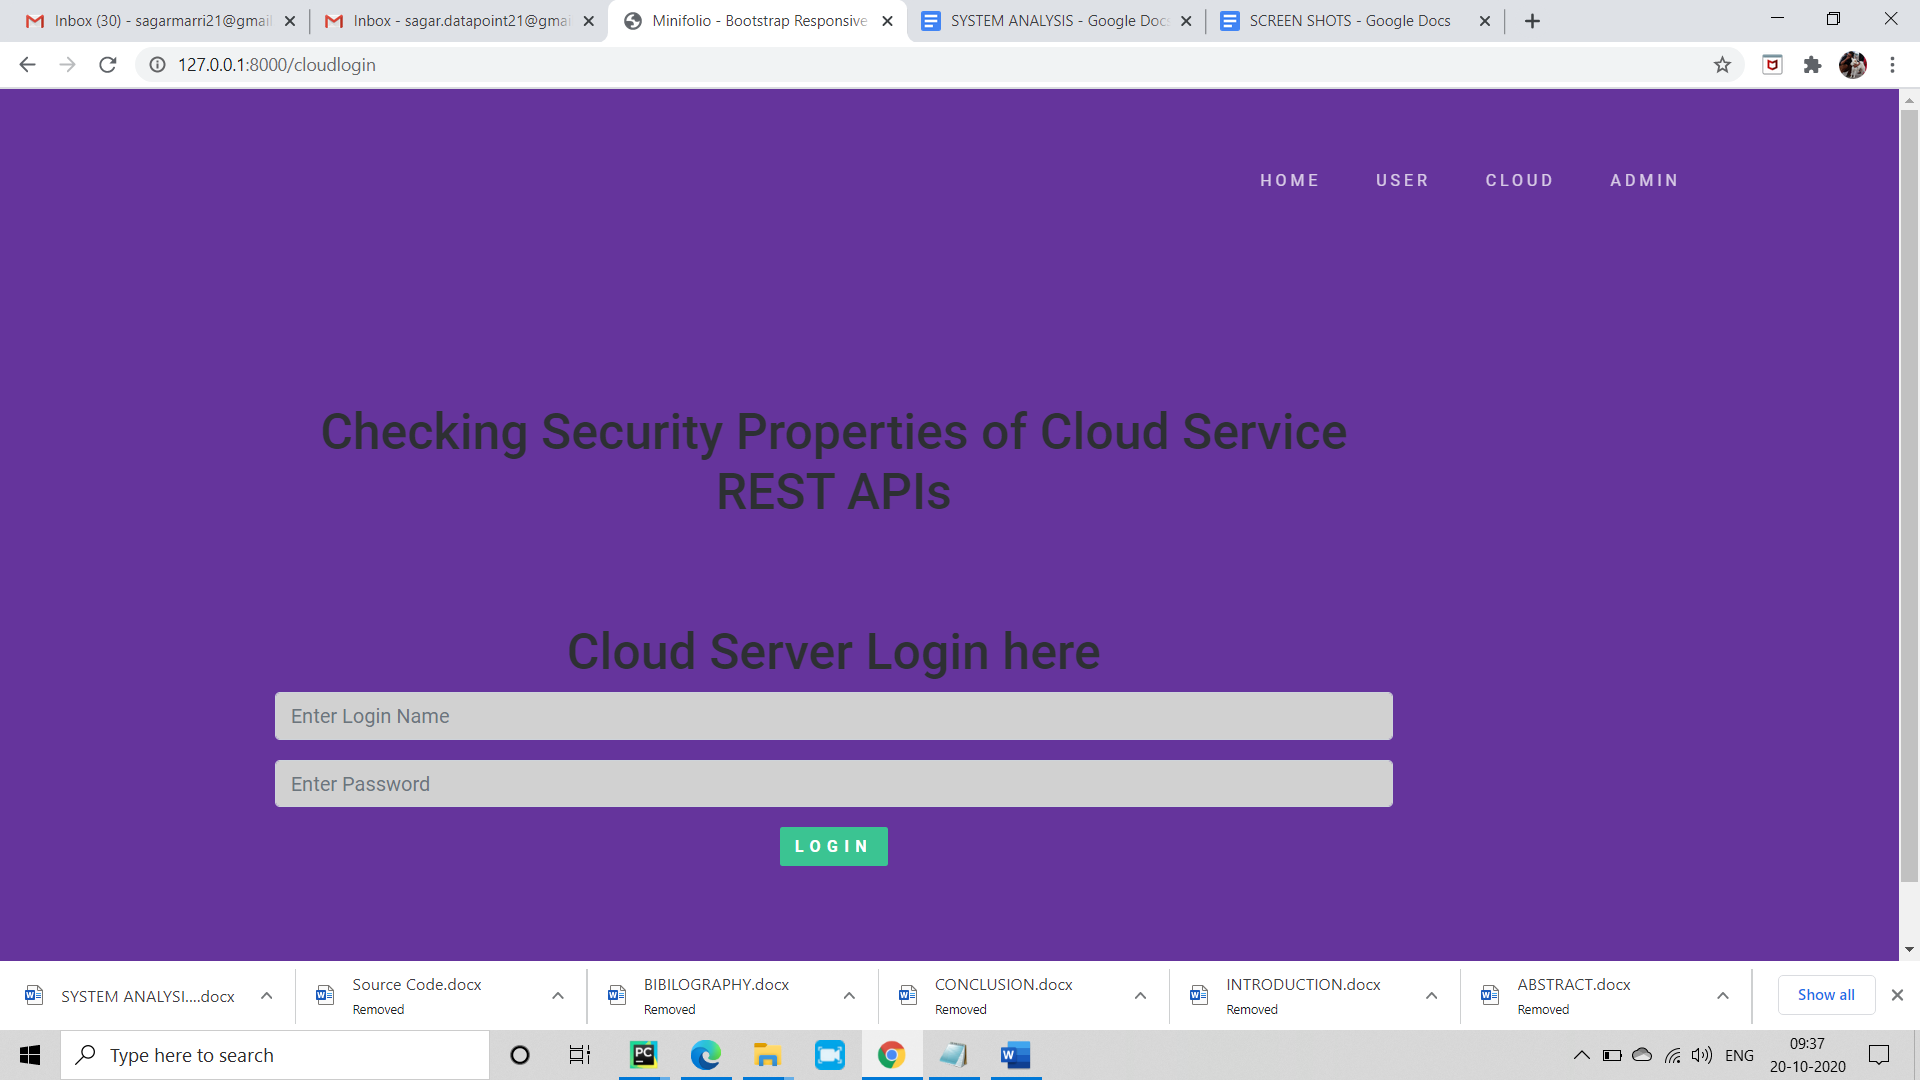 Inbox (30) - sagarmarri21@gmail
Inbox - sagar.datapoint21@gmai
Minifolio - Bootstrap Responsive
SYSTEM ANALYSIS - Google Docs
SCREEN SHOTS - Google Docs
127.0.0.1:8000/cloudlogin
HOME USER CLOUD ADMIN
Checking Security Properties of Cloud Service
REST APIs
Cloud Server Login here
Enter Login Name
Enter Password
LOGIN
SYSTEM ANALYSI....docx
Source Code.docx
Removed
BIBILOGRAPHY.docx
Removed
CONCLUSION.docx
Removed
INTRODUCTION.docx
Removed
ABSTRACT.docx
Removed
Show all
Type here to search
PC
W
ENG
09:37
20-10-2020